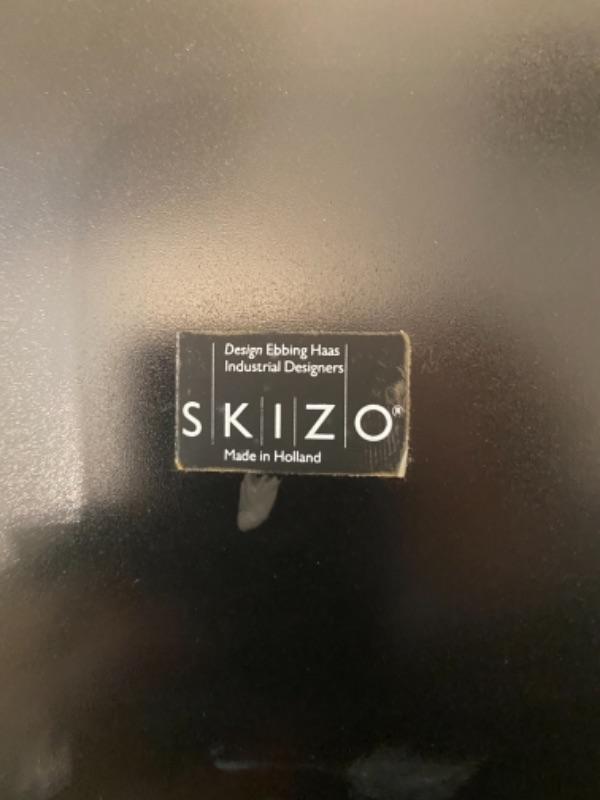 Design Ebbing Haas
Industrial Designers
SKIZO®
Made in Holland